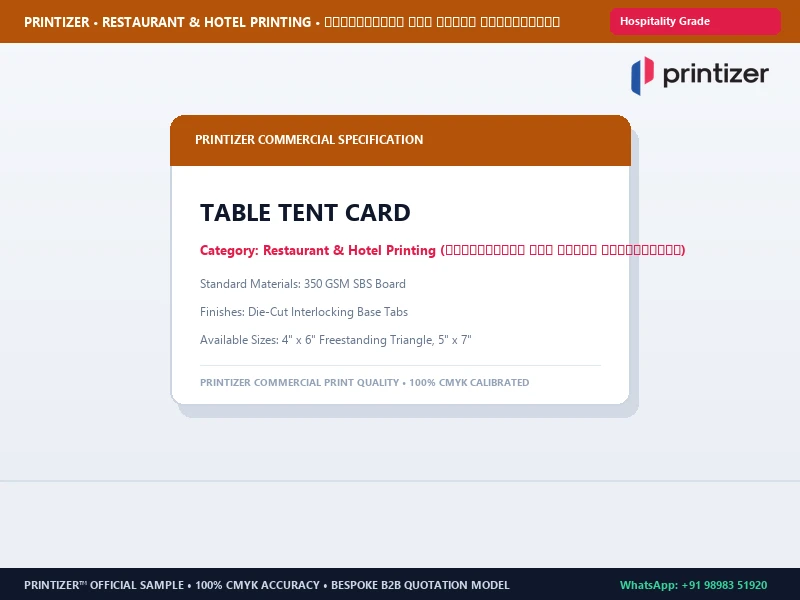 PRINTIZER • RESTAURANT & HOTEL PRINTING •
Hospitality Grade
printizer
PRINTIZER COMMERCIAL SPECIFICATION
TABLE TENT CARD
Category: Restaurant & Hotel Printing (
Standard Materials: 350 GSM SBS Board
Finishes: Die-Cut Interlocking Base Tabs
Available Sizes: 4" x 6" Freestanding Triangle, 5" x 7"
PRINTIZER COMMERCIAL PRINT QUALITY • 100% CMYK CALIBRATED
PRINTIZER™ OFFICIAL SAMPLE • 100% CMYK ACCURACY • BESPOKE B2B QUOTATION MODEL
WhatsApp: +91 98983 51920